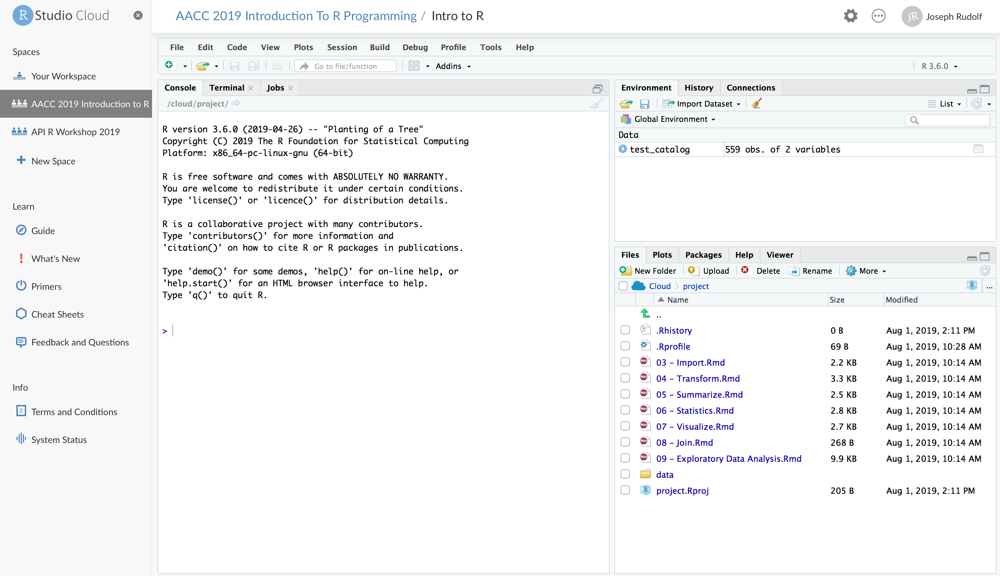 R Studio Cloud
AACC 2019 Introduction To R Programming / Intro to R
JR Joseph Rudolf
Spaces
Your Workspace
AACC 2019 Introduction to R
API R Workshop 2019
New Space
Learn
Guide
What's New
Primers
Cheat Sheets
Feedback and Questions
Info
Terms and Conditions
System Status
File Edit Code View Plots Session Build Debug Profile Tools Help
Go to file/function Addins R 3.6.0
Console Terminal Jobs
/cloud/project/
R version 3.6.0 (2019-04-26) -- "Planting of a Tree"
Copyright (C) 2019 The R Foundation for Statistical Computing
Platform: x86_64-pc-linux-gnu (64-bit)
R is free software and comes with ABSOLUTELY NO WARRANTY.
You are welcome to redistribute it under certain conditions.
Type 'license()' or 'licence()' for distribution details.
R is a collaborative project with many contributors.
Type 'contributors()' for more information and
'citation()' on how to cite R or R packages in publications.
Type 'demo()' for some demos, 'help()' for on-line help, or
'help.start()' for an HTML browser interface to help.
Type 'q()' to quit R.
>
Environment History Connections
Import Dataset List
Global Environment
Data
test_catalog 559 obs. of 2 variables
Files Plots Packages Help Viewer
New Folder Upload Delete Rename More
Cloud > project R ...
Name Size Modified
..
.Rhistory 0 B Aug 1, 2019, 2:11 PM
.Rprofile 69 B Aug 1, 2019, 10:28 AM
Rmd 03 – Import.Rmd 2.2 KB Aug 1, 2019, 10:14 AM
Rmd 04 – Transform.Rmd 3.3 KB Aug 1, 2019, 10:14 AM
Rmd 05 – Summarize.Rmd 2.5 KB Aug 1, 2019, 10:14 AM
Rmd 06 – Statistics.Rmd 2.8 KB Aug 1, 2019, 10:14 AM
Rmd 07 – Visualize.Rmd 2.7 KB Aug 1, 2019, 10:14 AM
Rmd 08 – Join.Rmd 268 B Aug 1, 2019, 10:14 AM
Rmd 09 – Exploratory Data Analysis.Rmd 9.9 KB Aug 1, 2019, 10:14 AM
data
R project.Rproj 205 B Aug 1, 2019, 2:11 PM